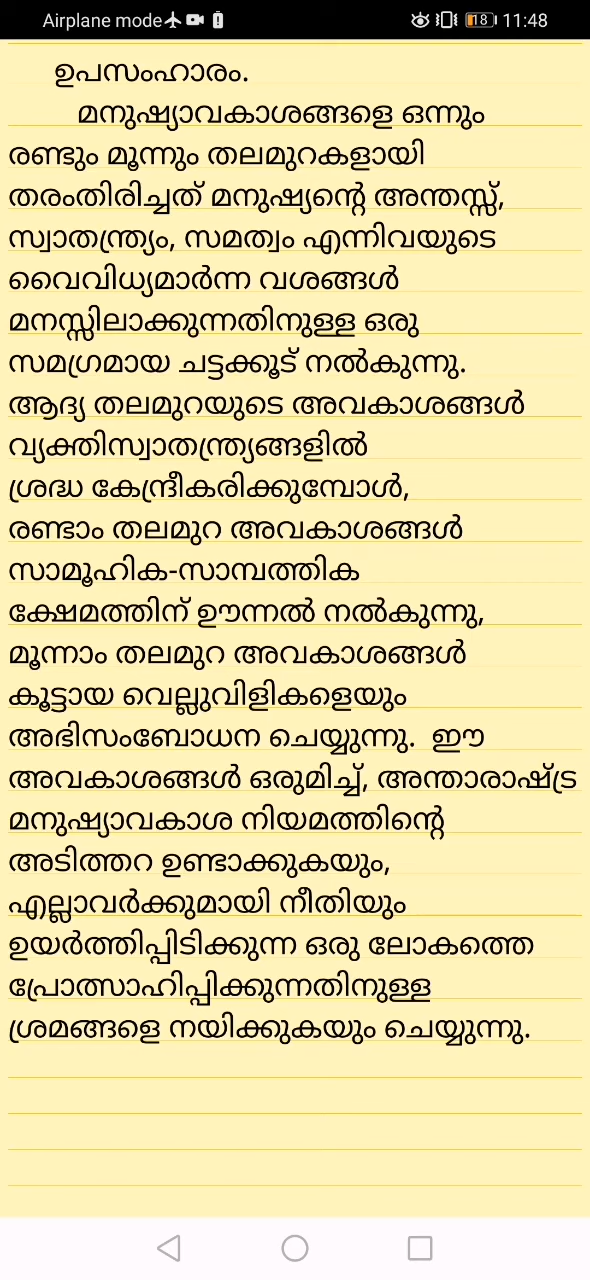 Airplane mode 18 11:48
ഉപസംഹാരം.
മനുഷ്യാവകാശങ്ങളെ ഒന്നും
രണ്ടും മൂന്നും തലമുറകളായി
തരംതിരിച്ചത് മനുഷ്യന്റെ അന്തസ്സ്,
സ്വാതന്ത്ര്യം, സമത്വം എന്നിവയുടെ
വൈവിധ്യമാർന്ന വശങ്ങൾ
മനസ്സിലാക്കുന്നതിനുള്ള ഒരു
സമഗ്രമായ ചട്ടക്കൂട് നൽകുന്നു.
ആദ്യ തലമുറയുടെ അവകാശങ്ങൾ
വ്യക്തിസ്വാതന്ത്ര്യങ്ങളിൽ
ശ്രദ്ധ കേന്ദ്രീകരിക്കുമ്പോൾ,
രണ്ടാം തലമുറ അവകാശങ്ങൾ
സാമൂഹിക-സാമ്പത്തിക
ക്ഷേമത്തിന് ഊന്നൽ നൽകുന്നു,
മൂന്നാം തലമുറ അവകാശങ്ങൾ
കൂട്ടായ വെല്ലുവിളികളെയും
അഭിസംബോധന ചെയ്യുന്നു. ഈ
അവകാശങ്ങൾ ഒരുമിച്ച്, അന്താരാഷ്ട്ര
മനുഷ്യാവകാശ നിയമത്തിന്റെ
അടിത്തറ ഉണ്ടാക്കുകയും,
എല്ലാവർക്കുമായി നീതിയും
ഉയർത്തിപ്പിടിക്കുന്ന ഒരു ലോകത്തെ
പ്രോത്സാഹിപ്പിക്കുന്നതിനുള്ള
ശ്രമങ്ങളെ നയിക്കുകയും ചെയ്യുന്നു.